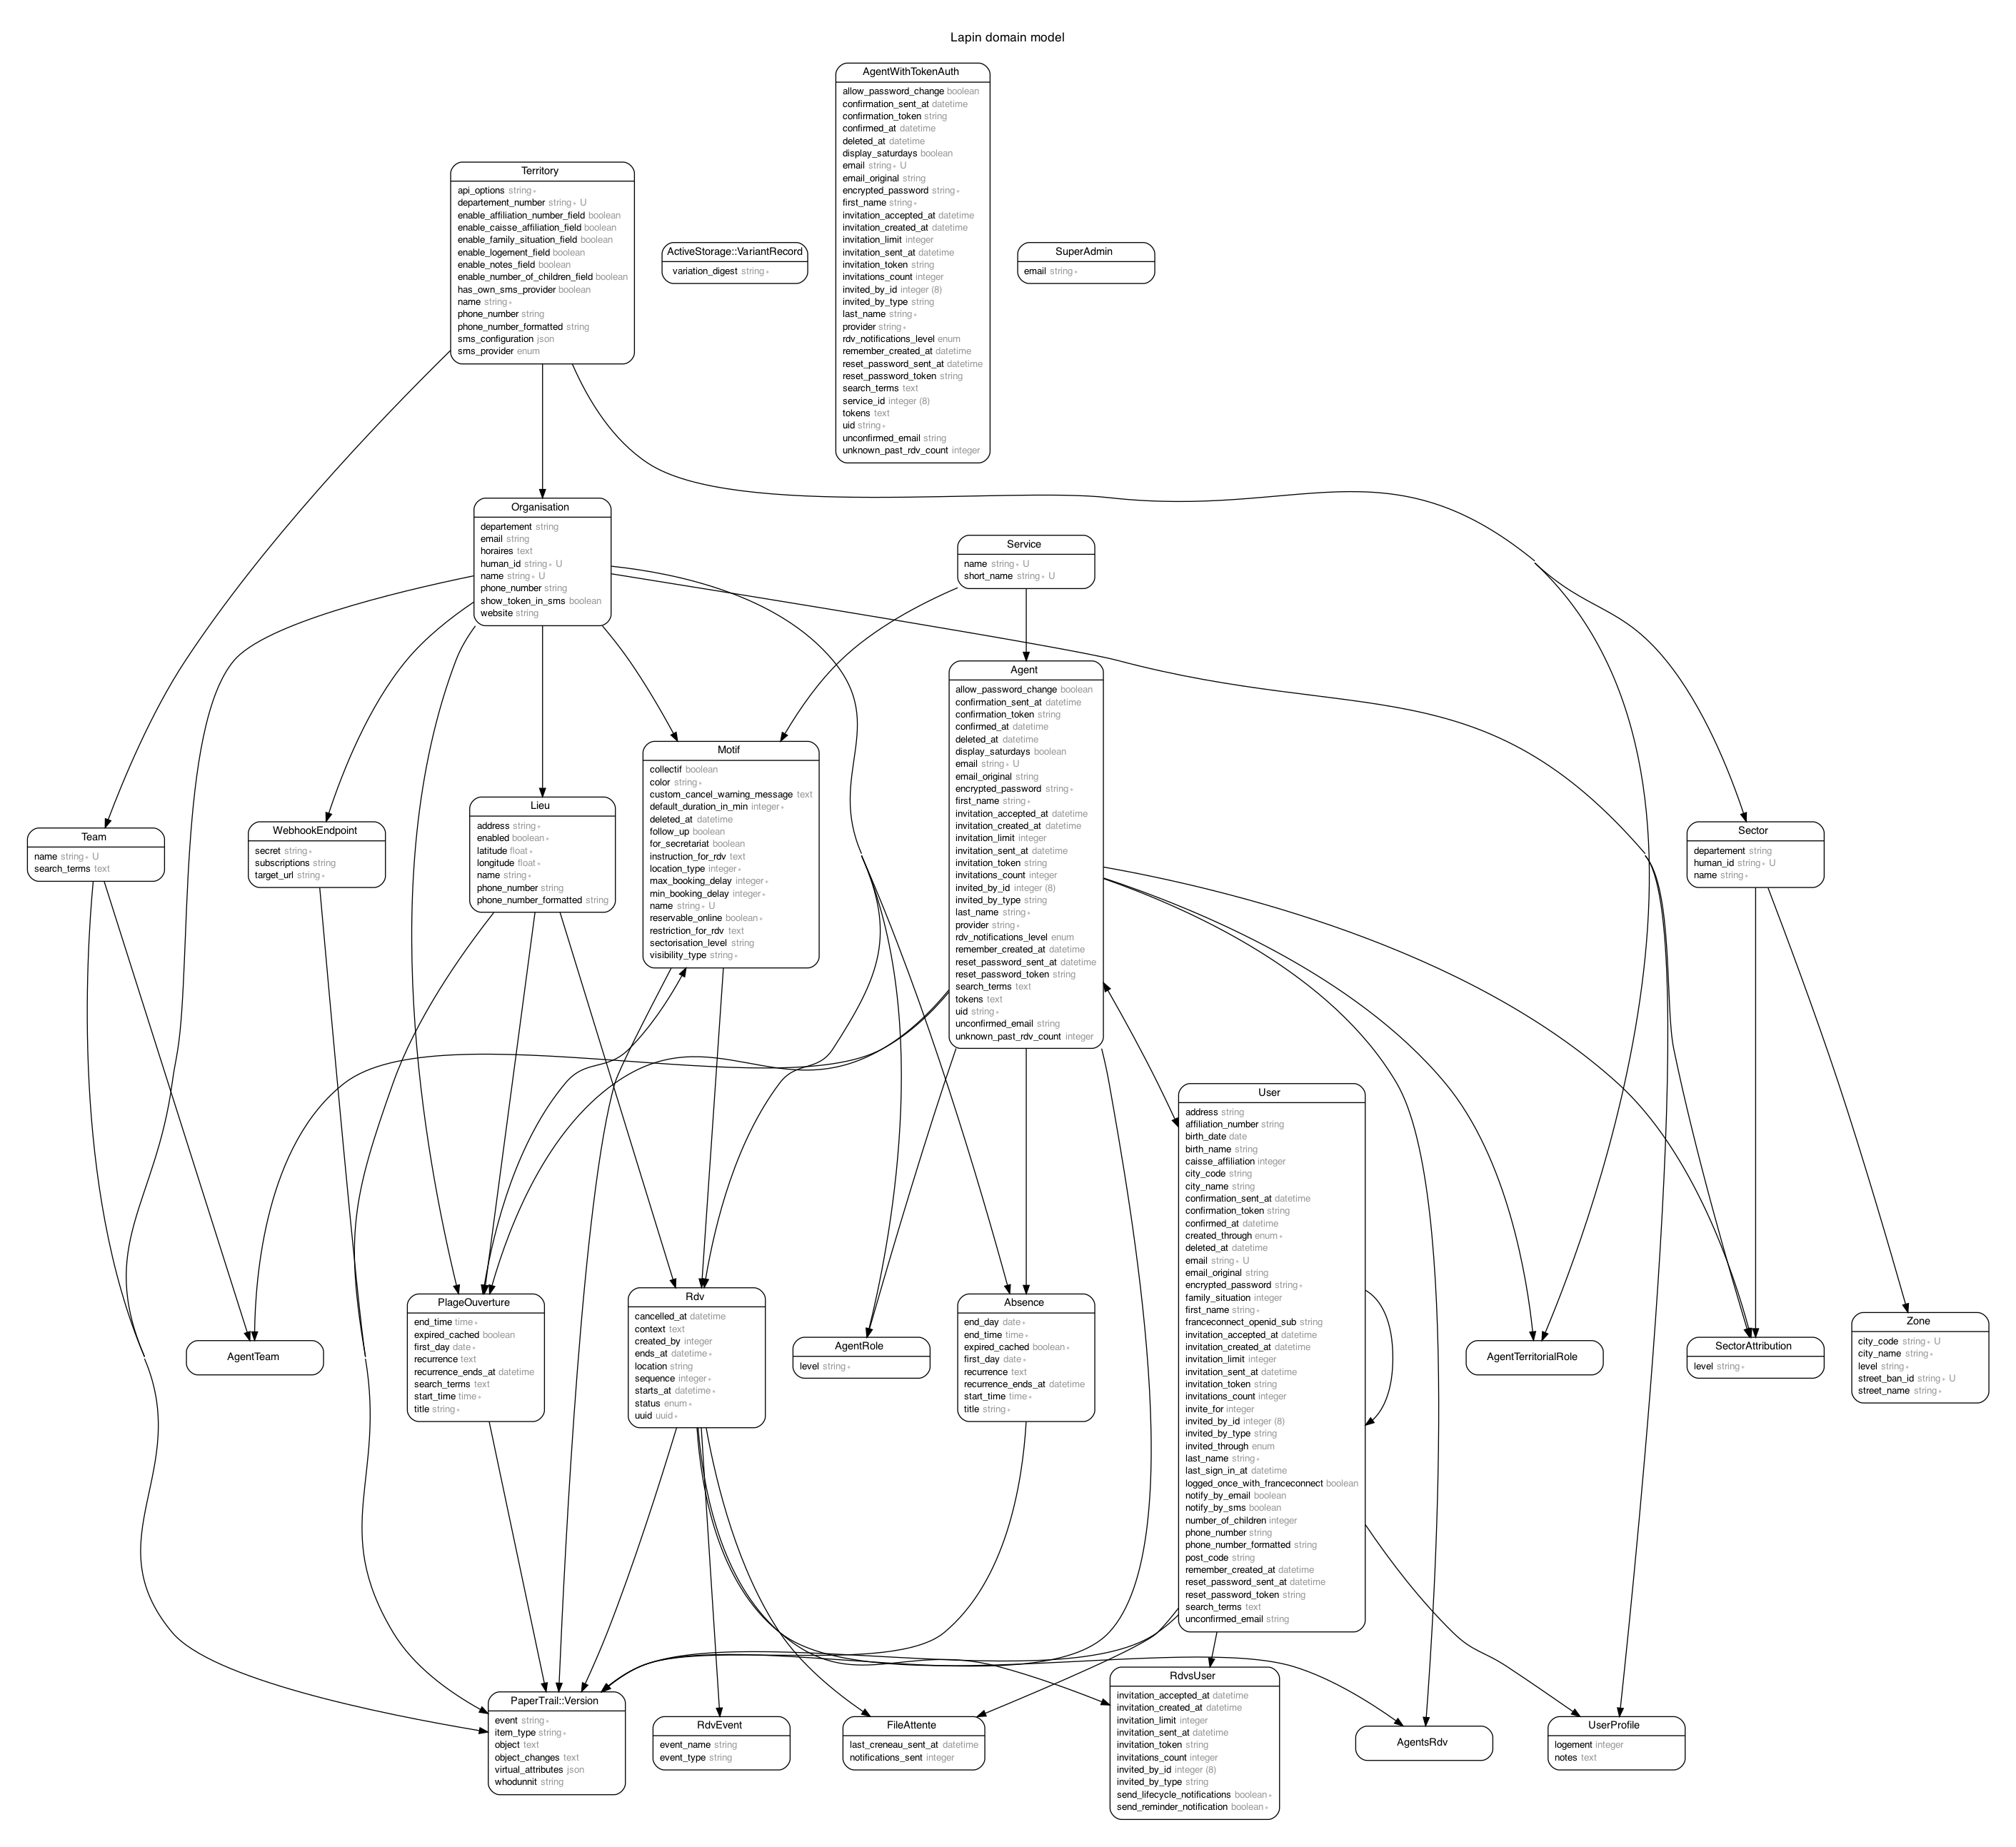 Lapin domain model
AgentWithTokenAuth
allow_password_change boolean
confirmation_sent_at datetime
confirmation_token string
confirmed_at datetime
deleted_at datetime
display_saturdays boolean
email string∗ U
email_original string
encrypted_password string∗
first_name string∗
invitation_accepted_at datetime
invitation_created_at datetime
invitation_limit integer
invitation_sent_at datetime
invitation_token string
invitations_count integer
invited_by_id integer (8)
invited_by_type string
last_name string∗
provider string∗
rdv_notifications_level enum
remember_created_at datetime
reset_password_sent_at datetime
reset_password_token string
search_terms text
service_id integer (8)
tokens text
uid string∗
unconfirmed_email string
unknown_past_rdv_count integer
Territory
api_options string∗
departement_number string∗ U
enable_affiliation_number_field boolean
enable_caisse_affiliation_field boolean
enable_family_situation_field boolean
enable_logement_field boolean
enable_notes_field boolean
enable_number_of_children_field boolean
has_own_sms_provider boolean
name string∗
phone_number string
phone_number_formatted string
sms_configuration json
sms_provider enum
ActiveStorage::VariantRecord
variation_digest string∗
SuperAdmin
email string∗
Organisation
departement string
email string
horaires text
human_id string∗ U
name string∗ U
phone_number string
show_token_in_sms boolean
website string
Service
name string∗ U
short_name string∗ U
Agent
allow_password_change boolean
confirmation_sent_at datetime
confirmation_token string
confirmed_at datetime
deleted_at datetime
display_saturdays boolean
email string∗ U
email_original string
encrypted_password string∗
first_name string∗
invitation_accepted_at datetime
invitation_created_at datetime
invitation_limit integer
invitation_sent_at datetime
invitation_token string
invitations_count integer
invited_by_id integer (8)
invited_by_type string
last_name string∗
provider string∗
rdv_notifications_level enum
remember_created_at datetime
reset_password_sent_at datetime
reset_password_token string
search_terms text
tokens text
uid string∗
unconfirmed_email string
unknown_past_rdv_count integer
Motif
collectif boolean
color string∗
custom_cancel_warning_message text
default_duration_in_min integer∗
deleted_at datetime
follow_up boolean
for_secretariat boolean
instruction_for_rdv text
location_type integer∗
max_booking_delay integer∗
min_booking_delay integer∗
name string∗ U
reservable_online boolean∗
restriction_for_rdv text
sectorisation_level string
visibility_type string∗
Lieu
address string∗
enabled boolean∗
latitude float∗
longitude float∗
name string∗
phone_number string
phone_number_formatted string
Team
name string∗ U
search_terms text
WebhookEndpoint
secret string∗
subscriptions string
target_url string∗
Sector
departement string
human_id string∗ U
name string∗
User
address string
affiliation_number string
birth_date date
birth_name string
caisse_affiliation integer
city_code string
city_name string
confirmation_sent_at datetime
confirmation_token string
confirmed_at datetime
created_through enum∗
deleted_at datetime
email string∗ U
email_original string
encrypted_password string∗
family_situation integer
first_name string∗
franceconnect_openid_sub string
invitation_accepted_at datetime
invitation_created_at datetime
invitation_limit integer
invitation_sent_at datetime
invitation_token string
invitations_count integer
invite_for integer
invited_by_id integer (8)
invited_by_type string
invited_through enum
last_name string∗
last_sign_in_at datetime
logged_once_with_franceconnect boolean
notify_by_email boolean
notify_by_sms boolean
number_of_children integer
phone_number string
phone_number_formatted string
post_code string
remember_created_at datetime
reset_password_sent_at datetime
reset_password_token string
search_terms text
unconfirmed_email string
AgentTeam
PlageOuverture
end_time time∗
expired_cached boolean
first_day date∗
recurrence text
recurrence_ends_at datetime
search_terms text
start_time time∗
title string∗
Rdv
cancelled_at datetime
context text
created_by integer
ends_at datetime∗
location string
sequence integer∗
starts_at datetime∗
status enum∗
uuid uuid∗
AgentRole
level string∗
Absence
end_day date∗
end_time time∗
expired_cached boolean∗
first_day date∗
recurrence text
recurrence_ends_at datetime
start_time time∗
title string∗
AgentTerritorialRole
SectorAttribution
level string∗
Zone
city_code string∗ U
city_name string∗
level string∗
street_ban_id string∗ U
street_name string∗
PaperTrail::Version
event string∗
item_type string∗
object text
object_changes text
virtual_attributes json
whodunnit string
RdvEvent
event_name string
event_type string
FileAttente
last_creneau_sent_at datetime
notifications_sent integer
RdvsUser
invitation_accepted_at datetime
invitation_created_at datetime
invitation_limit integer
invitation_sent_at datetime
invitation_token string
invitations_count integer
invited_by_id integer (8)
invited_by_type string
send_lifecycle_notifications boolean∗
send_reminder_notification boolean∗
AgentsRdv
UserProfile
logement integer
notes text